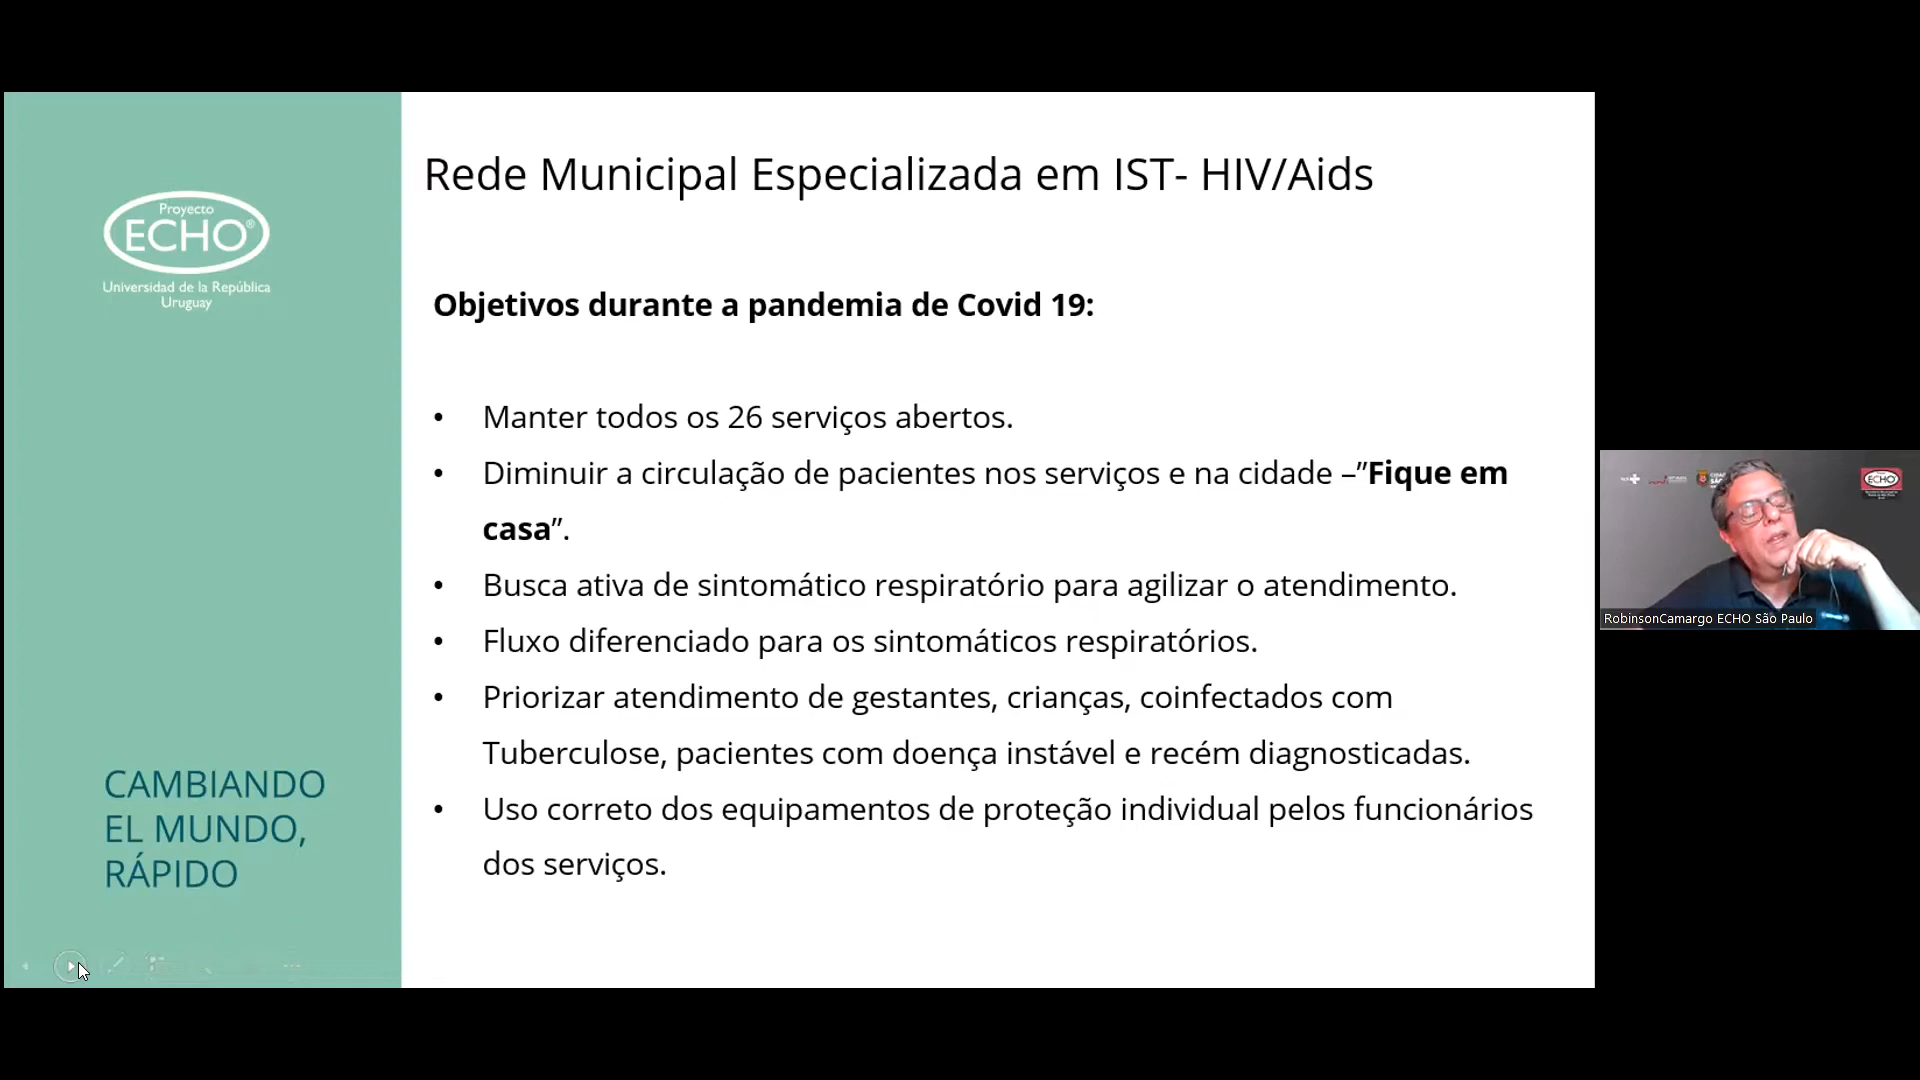 Proyecto
ECHO®
Universidad de la República
Uruguay
CAMBIANDO
EL MUNDO,
RÁPIDO
Rede Municipal Especializada em IST- HIV/Aids
Objetivos durante a pandemia de Covid 19:
• Manter todos os 26 serviços abertos.
• Diminuir a circulação de pacientes nos serviços e na cidade –”Fique em
casa”.
• Busca ativa de sintomático respiratório para agilizar o atendimento.
• Fluxo diferenciado para os sintomáticos respiratórios.
• Priorizar atendimento de gestantes, crianças, coinfectados com
Tuberculose, pacientes com doença instável e recém diagnosticadas.
• Uso correto dos equipamentos de proteção individual pelos funcionários
dos serviços.
ECHO
RobinsonCamargo ECHO São Paulo